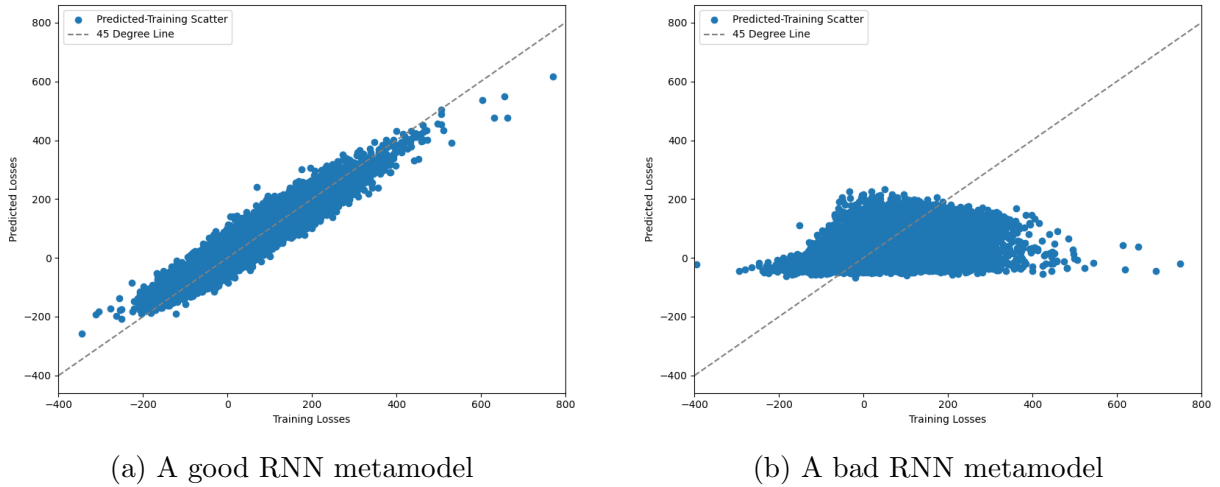 Predicted-Training Scatter
45 Degree Line
800
600
400
200
0
−200
−400
Predicted Losses
−400 −200 0 200 400 600 800
Training Losses
(a) A good RNN metamodel
Predicted-Training Scatter
45 Degree Line
800
600
400
200
0
−200
−400
Predicted Losses
−400 −200 0 200 400 600 800
Training Losses
(b) A bad RNN metamodel